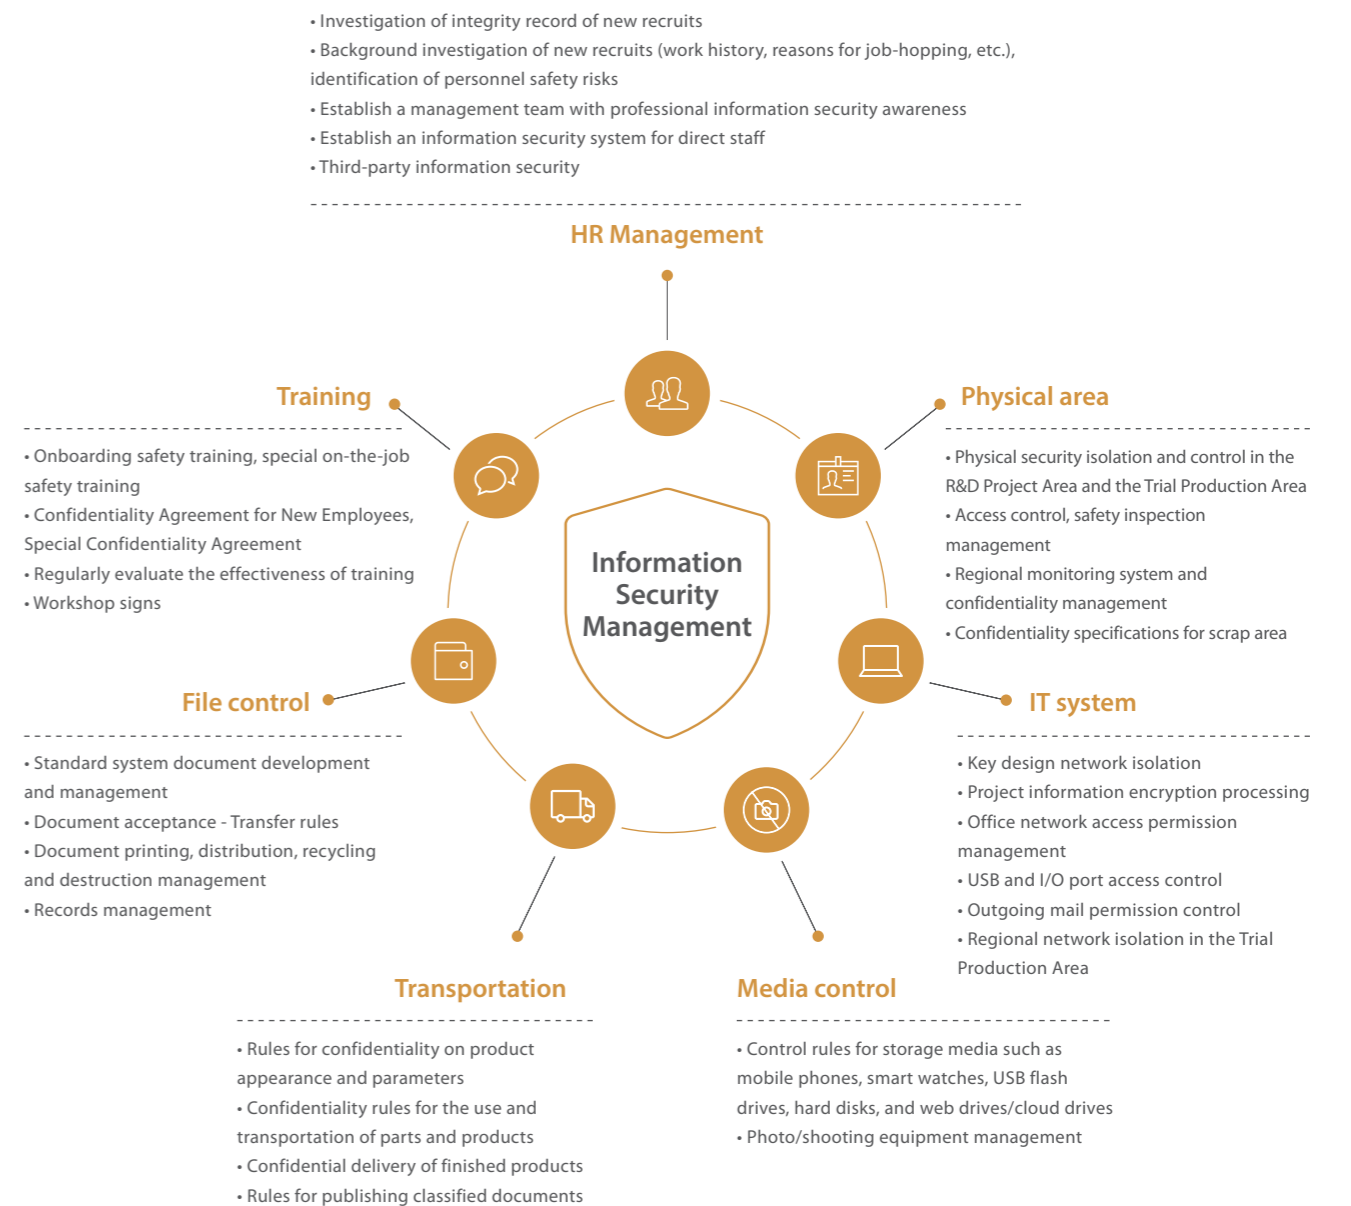 • Investigation of integrity record of new recruits
• Background investigation of new recruits (work history, reasons for job-hopping, etc.),
identification of personnel safety risks
• Establish a management team with professional information security awareness
• Establish an information security system for direct staff
• Third-party information security
HR Management
Training
• Onboarding safety training, special on-the-job
safety training
• Confidentiality Agreement for New Employees,
Special Confidentiality Agreement
• Regularly evaluate the effectiveness of training
• Workshop signs
Physical area
• Physical security isolation and control in the
R&D Project Area and the Trial Production Area
• Access control, safety inspection
management
• Regional monitoring system and
confidentiality management
• Confidentiality specifications for scrap area
Information
Security
Management
File control
• Standard system document development
and management
• Document acceptance - Transfer rules
• Document printing, distribution, recycling
and destruction management
• Records management
IT system
• Key design network isolation
• Project information encryption processing
• Office network access permission
management
• USB and I/O port access control
• Outgoing mail permission control
• Regional network isolation in the Trial
Production Area
Transportation
• Rules for confidentiality on product
appearance and parameters
• Confidentiality rules for the use and
transportation of parts and products
• Confidential delivery of finished products
• Rules for publishing classified documents
Media control
• Control rules for storage media such as
mobile phones, smart watches, USB flash
drives, hard disks, and web drives/cloud drives
• Photo/shooting equipment management